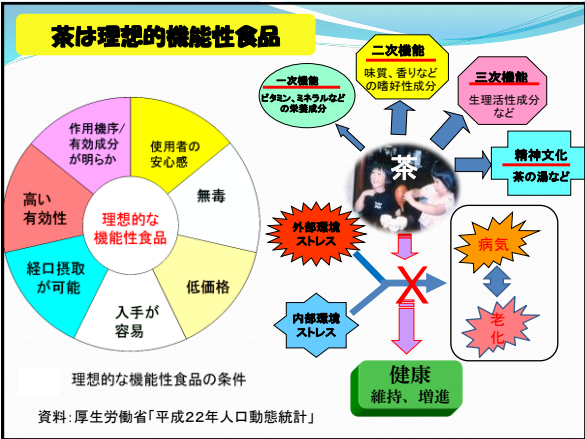 茶は理想的機能性食品
一次機能
ビタミン、ミネラルなど
の栄養成分
二次機能
味質、香りなど
の嗜好性成分
三次機能
生理活性成分
など
精神文化
茶の湯など
茶
作用機序/
有効成分
が明らか
使用者の
安心感
無毒
低価格
入手が
容易
経口摂取
が可能
高い
有効性
理想的な
機能性食品
外部環境
ストレス
内部環境
ストレス
X
病気
老
化
健康
維持、増進
理想的な機能性食品の条件
資料:厚生労働省「平成22年人口動態統計」